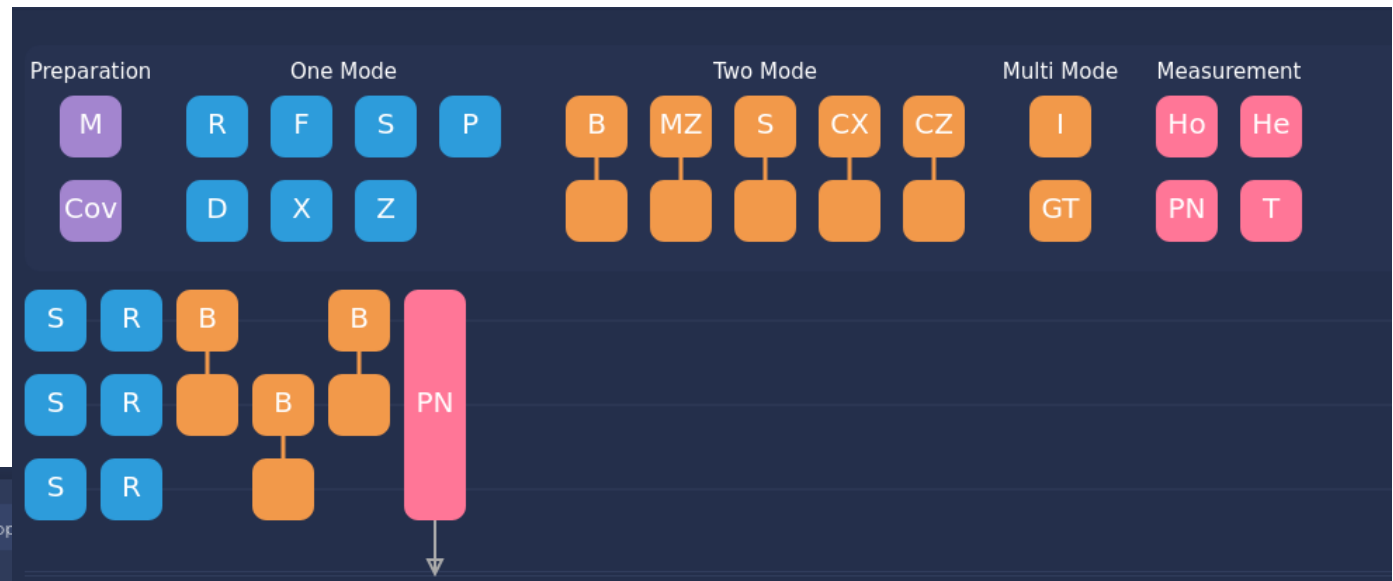 Preparation One Mode Two Mode Multi Mode Measurement
M R F S P B MZ S CX CZ I Ho He
Cov D X Z GT PN T
S R B B
S R B PN
S R